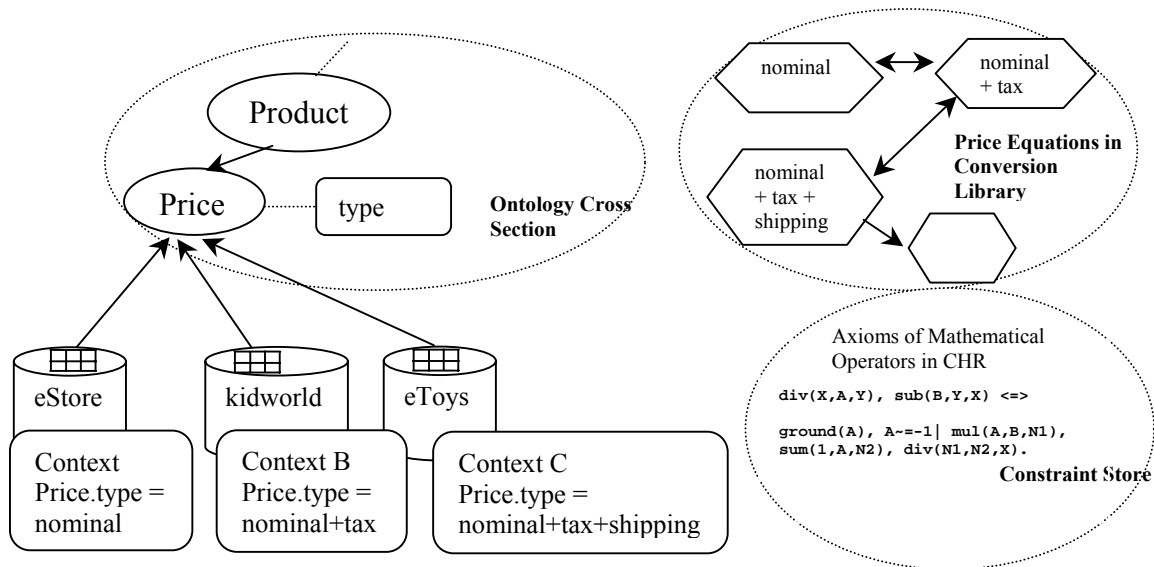 Product
Price
type
Ontology Cross
Section
eStore
kidworld
eToys
Context
Price.type =
nominal
Context B
Price.type =
nominal+tax
Context C
Price.type =
nominal+tax+shipping
nominal
nominal
+ tax
Price Equations in
Conversion
Library
nominal
+ tax +
shipping
Axioms of Mathematical
Operators in CHR
div(X,A,Y), sub(B,Y,X) <=>
ground(A), A~=-1| mul(A,B,N1),
sum(1,A,N2), div(N1,N2,X).
Constraint Store